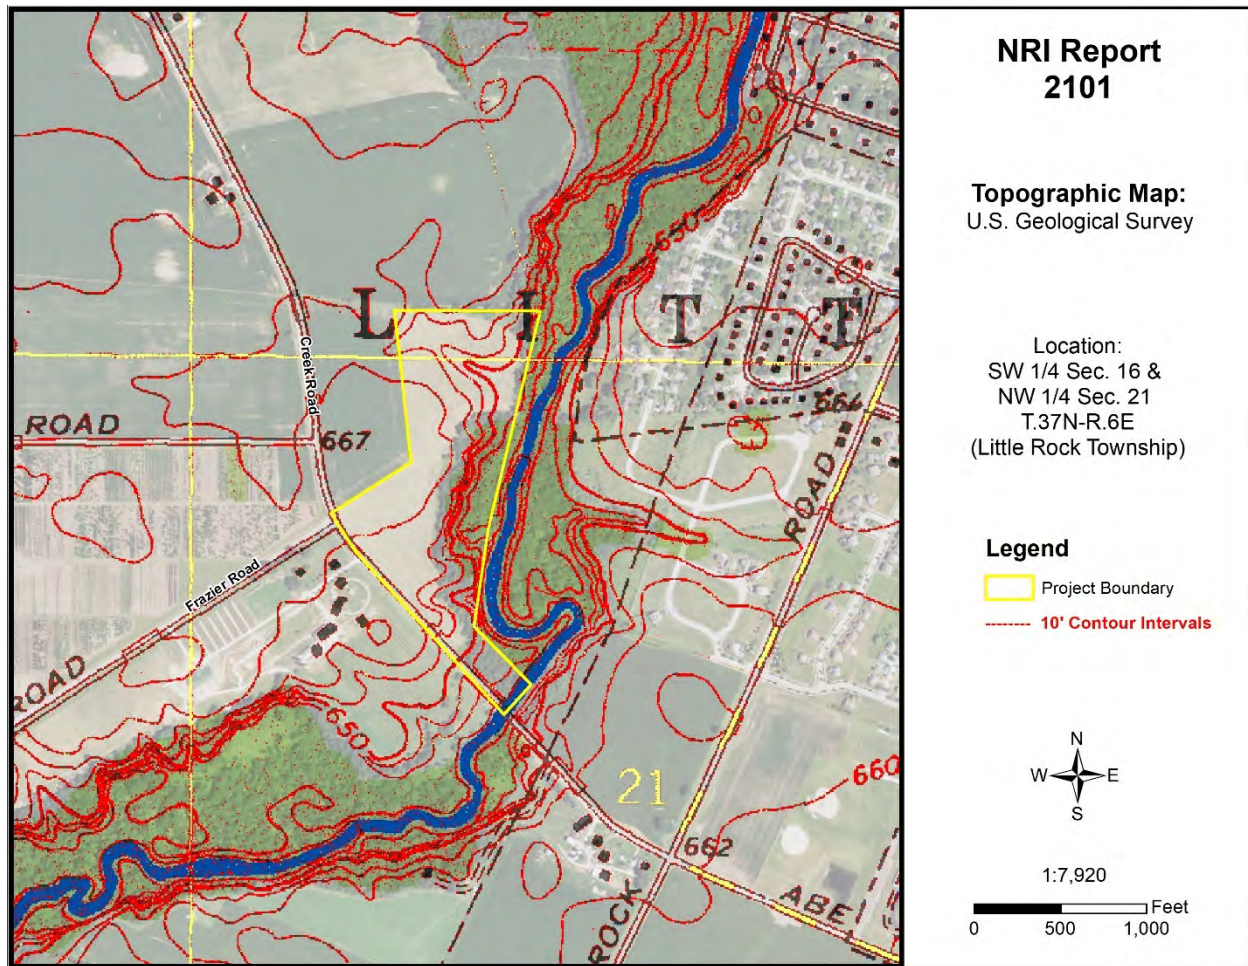 L I T T
650
Creek Road
ROAD
667
664
ROAD
Frazier Road
ROAD
650
660
21
662
ROCK
ABE
NRI Report
2101
Topographic Map:
U.S. Geological Survey
Location:
SW 1/4 Sec. 16 &
NW 1/4 Sec. 21
T.37N-R.6E
(Little Rock Township)
Legend
Project Boundary
10' Contour Intervals
N
W E
S
1:7,920
Feet
0 500 1,000